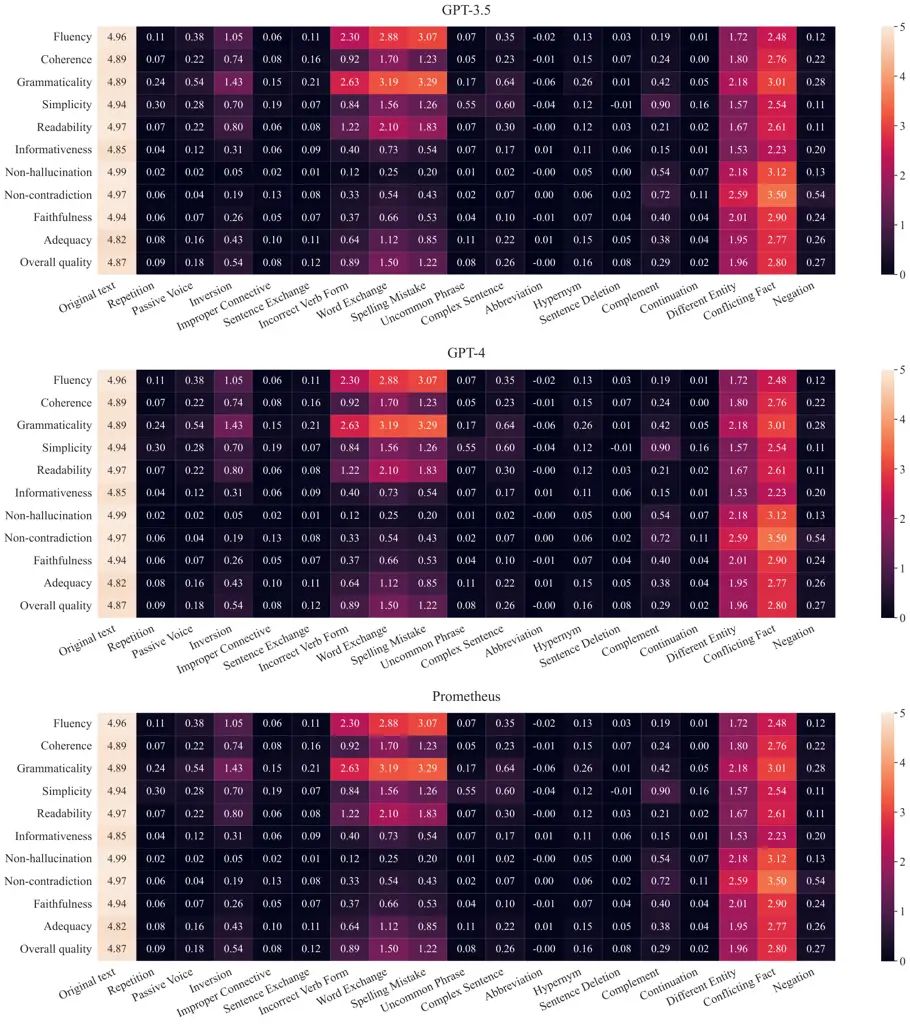 GPT-3.5
Fluency 4.96 0.11 0.38 1.05 0.06 0.11 2.30 2.88 3.07 0.07 0.35 -0.02 0.13 0.03 0.19 0.01 1.72 2.48 0.12
Coherence 4.89 0.07 0.22 0.74 0.08 0.16 0.92 1.70 1.23 0.05 0.23 -0.01 0.15 0.07 0.24 0.00 1.80 2.76 0.22
Grammaticality 4.89 0.24 0.54 1.43 0.15 0.21 2.63 3.19 3.29 0.17 0.64 -0.06 0.26 0.01 0.42 0.05 2.18 3.01 0.28
Simplicity 4.94 0.30 0.28 0.70 0.19 0.07 0.84 1.56 1.26 0.55 0.60 -0.04 0.12 -0.01 0.90 0.16 1.57 2.54 0.11
Readability 4.97 0.07 0.22 0.80 0.06 0.08 1.22 2.10 1.83 0.07 0.30 -0.00 0.12 0.03 0.21 0.02 1.67 2.61 0.11
Informativeness 4.85 0.04 0.12 0.31 0.06 0.09 0.40 0.73 0.54 0.07 0.17 0.01 0.11 0.06 0.15 0.01 1.53 2.23 0.20
Non-hallucination 4.99 0.02 0.02 0.05 0.02 0.01 0.12 0.25 0.20 0.01 0.02 -0.00 0.05 0.00 0.54 0.07 2.18 3.12 0.13
Non-contradiction 4.97 0.06 0.04 0.19 0.13 0.08 0.33 0.54 0.43 0.02 0.07 0.00 0.06 0.02 0.72 0.11 2.59 3.50 0.54
Faithfulness 4.94 0.06 0.07 0.26 0.05 0.07 0.37 0.66 0.53 0.04 0.10 -0.01 0.07 0.04 0.40 0.04 2.01 2.90 0.24
Adequacy 4.82 0.08 0.16 0.43 0.10 0.11 0.64 1.12 0.85 0.11 0.22 0.01 0.15 0.05 0.38 0.04 1.95 2.77 0.26
Overall quality 4.87 0.09 0.18 0.54 0.08 0.12 0.89 1.50 1.22 0.08 0.26 -0.00 0.16 0.08 0.29 0.02 1.96 2.80 0.27
Original text Repetition Passive Voice Inversion Improper Connective Sentence Exchange Incorrect Verb Form Word Exchange Spelling Mistake Uncommon Phrase Complex Sentence Abbreviation Hypernym Sentence Deletion Complement Continuation Different Entity Conflicting Fact Negation
5
4
3
2
1
0
GPT-4
Fluency 4.96 0.11 0.38 1.05 0.06 0.11 2.30 2.88 3.07 0.07 0.35 -0.02 0.13 0.03 0.19 0.01 1.72 2.48 0.12
Coherence 4.89 0.07 0.22 0.74 0.08 0.16 0.92 1.70 1.23 0.05 0.23 -0.01 0.15 0.07 0.24 0.00 1.80 2.76 0.22
Grammaticality 4.89 0.24 0.54 1.43 0.15 0.21 2.63 3.19 3.29 0.17 0.64 -0.06 0.26 0.01 0.42 0.05 2.18 3.01 0.28
Simplicity 4.94 0.30 0.28 0.70 0.19 0.07 0.84 1.56 1.26 0.55 0.60 -0.04 0.12 -0.01 0.90 0.16 1.57 2.54 0.11
Readability 4.97 0.07 0.22 0.80 0.06 0.08 1.22 2.10 1.83 0.07 0.30 -0.00 0.12 0.03 0.21 0.02 1.67 2.61 0.11
Informativeness 4.85 0.04 0.12 0.31 0.06 0.09 0.40 0.73 0.54 0.07 0.17 0.01 0.11 0.06 0.15 0.01 1.53 2.23 0.20
Non-hallucination 4.99 0.02 0.02 0.05 0.02 0.01 0.12 0.25 0.20 0.01 0.02 -0.00 0.05 0.00 0.54 0.07 2.18 3.12 0.13
Non-contradiction 4.97 0.06 0.04 0.19 0.13 0.08 0.33 0.54 0.43 0.02 0.07 0.00 0.06 0.02 0.72 0.11 2.59 3.50 0.54
Faithfulness 4.94 0.06 0.07 0.26 0.05 0.07 0.37 0.66 0.53 0.04 0.10 -0.01 0.07 0.04 0.40 0.04 2.01 2.90 0.24
Adequacy 4.82 0.08 0.16 0.43 0.10 0.11 0.64 1.12 0.85 0.11 0.22 0.01 0.15 0.05 0.38 0.04 1.95 2.77 0.26
Overall quality 4.87 0.09 0.18 0.54 0.08 0.12 0.89 1.50 1.22 0.08 0.26 -0.00 0.16 0.08 0.29 0.02 1.96 2.80 0.27
Original text Repetition Passive Voice Inversion Improper Connective Sentence Exchange Incorrect Verb Form Word Exchange Spelling Mistake Uncommon Phrase Complex Sentence Abbreviation Hypernym Sentence Deletion Complement Continuation Different Entity Conflicting Fact Negation
5
4
3
2
1
0
Prometheus
Fluency 4.96 0.11 0.38 1.05 0.06 0.11 2.30 2.88 3.07 0.07 0.35 -0.02 0.13 0.03 0.19 0.01 1.72 2.48 0.12
Coherence 4.89 0.07 0.22 0.74 0.08 0.16 0.92 1.70 1.23 0.05 0.23 -0.01 0.15 0.07 0.24 0.00 1.80 2.76 0.22
Grammaticality 4.89 0.24 0.54 1.43 0.15 0.21 2.63 3.19 3.29 0.17 0.64 -0.06 0.26 0.01 0.42 0.05 2.18 3.01 0.28
Simplicity 4.94 0.30 0.28 0.70 0.19 0.07 0.84 1.56 1.26 0.55 0.60 -0.04 0.12 -0.01 0.90 0.16 1.57 2.54 0.11
Readability 4.97 0.07 0.22 0.80 0.06 0.08 1.22 2.10 1.83 0.07 0.30 -0.00 0.12 0.03 0.21 0.02 1.67 2.61 0.11
Informativeness 4.85 0.04 0.12 0.31 0.06 0.09 0.40 0.73 0.54 0.07 0.17 0.01 0.11 0.06 0.15 0.01 1.53 2.23 0.20
Non-hallucination 4.99 0.02 0.02 0.05 0.02 0.01 0.12 0.25 0.20 0.01 0.02 -0.00 0.05 0.00 0.54 0.07 2.18 3.12 0.13
Non-contradiction 4.97 0.06 0.04 0.19 0.13 0.08 0.33 0.54 0.43 0.02 0.07 0.00 0.06 0.02 0.72 0.11 2.59 3.50 0.54
Faithfulness 4.94 0.06 0.07 0.26 0.05 0.07 0.37 0.66 0.53 0.04 0.10 -0.01 0.07 0.04 0.40 0.04 2.01 2.90 0.24
Adequacy 4.82 0.08 0.16 0.43 0.10 0.11 0.64 1.12 0.85 0.11 0.22 0.01 0.15 0.05 0.38 0.04 1.95 2.77 0.26
Overall quality 4.87 0.09 0.18 0.54 0.08 0.12 0.89 1.50 1.22 0.08 0.26 -0.00 0.16 0.08 0.29 0.02 1.96 2.80 0.27
Original text Repetition Passive Voice Inversion Improper Connective Sentence Exchange Incorrect Verb Form Word Exchange Spelling Mistake Uncommon Phrase Complex Sentence Abbreviation Hypernym Sentence Deletion Complement Continuation Different Entity Conflicting Fact Negation
5
4
3
2
1
0